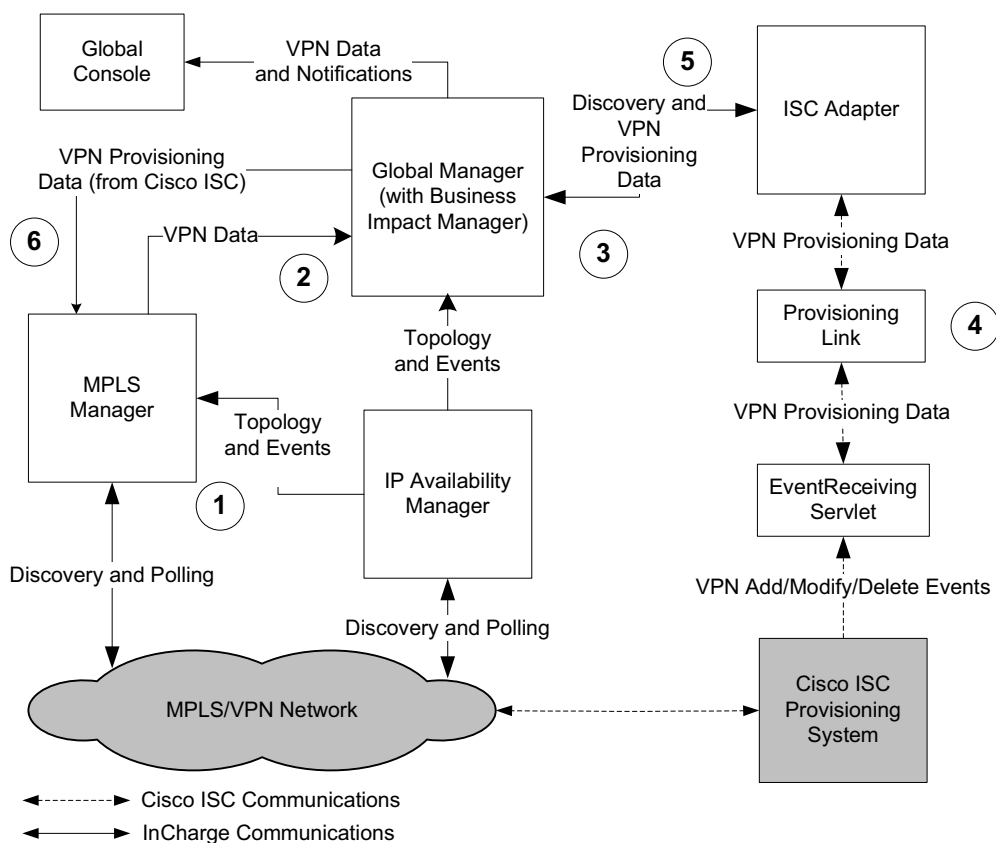 Global
Console
VPN Data
and Notifications
5
Discovery and
VPN
Provisioning
Data
ISC Adapter
VPN Provisioning
Data (from Cisco ISC)
Global Manager
(with Business
Impact Manager)
6
VPN Data
2
3
VPN Provisioning Data
Provisioning
Link
4
MPLS
Manager
Topology
and Events
Topology
and Events
VPN Provisioning Data
1
IP Availability
Manager
EventReceiving
Servlet
Discovery and Polling
VPN Add/Modify/Delete Events
Discovery and Polling
MPLS/VPN Network
Cisco ISC
Provisioning
System
Cisco ISC Communications
InCharge Communications